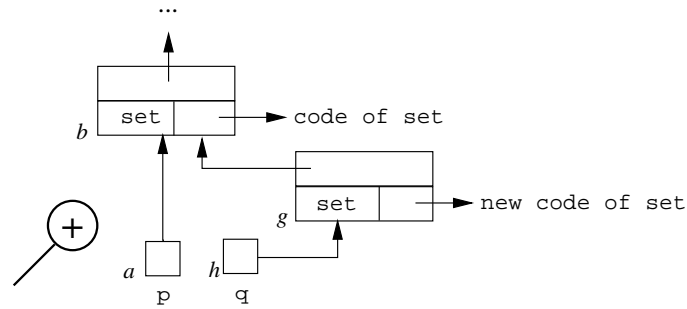 ...
set
code of set
b
set
new code of set
g
+
a
h
p
q